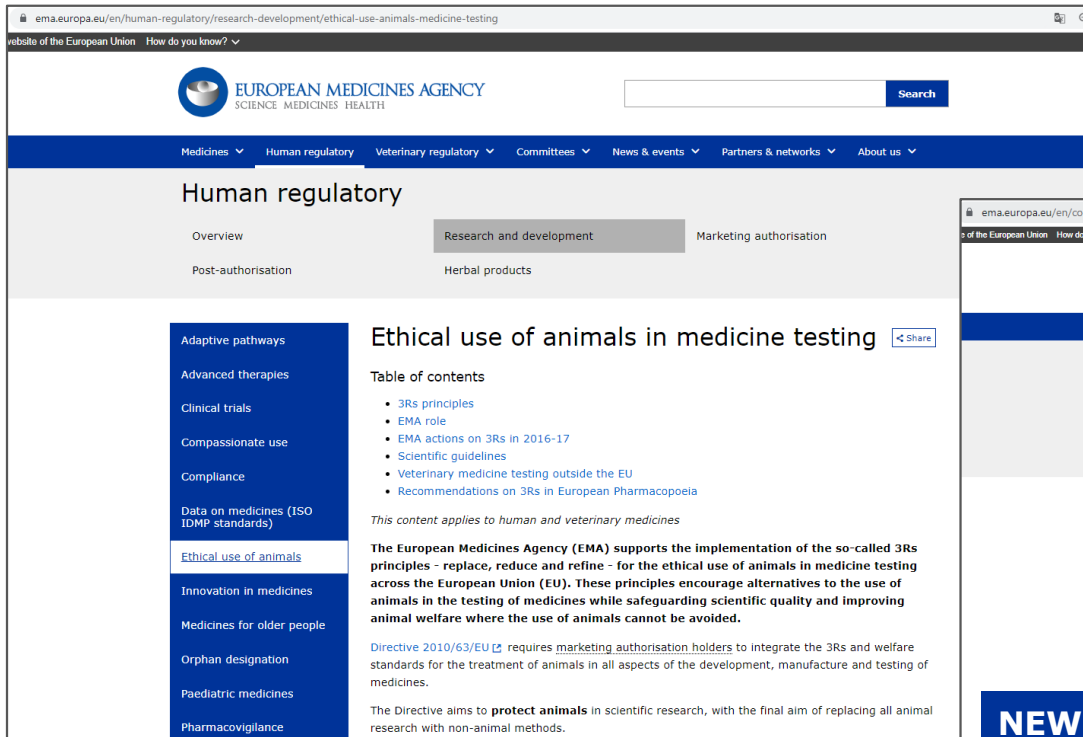 ema.europa.eu/en/human-regulatory/research-development/ethical-use-animals-medicine-testing
website of the European Union How do you know?
EUROPEAN MEDICINES AGENCY
SCIENCE MEDICINES HEALTH
Search
Medicines Human regulatory Veterinary regulatory Committees News & events Partners & networks About us
Human regulatory
Overview Research and development Marketing authorisation
Post-authorisation Herbal products
ema.europa.eu/en/co
of the European Union How do
Adaptive pathways
Advanced therapies
Clinical trials
Compassionate use
Compliance
Data on medicines (ISO
IDMP standards)
Ethical use of animals
Innovation in medicines
Medicines for older people
Orphan designation
Paediatric medicines
Pharmacovigilance
Ethical use of animals in medicine testing
Share
Table of contents
• 3Rs principles
• EMA role
• EMA actions on 3Rs in 2016-17
• Scientific guidelines
• Veterinary medicine testing outside the EU
• Recommendations on 3Rs in European Pharmacopoeia
This content applies to human and veterinary medicines
The European Medicines Agency (EMA) supports the implementation of the so-called 3Rs
principles - replace, reduce and refine - for the ethical use of animals in medicine testing
across the European Union (EU). These principles encourage alternatives to the use of
animals in the testing of medicines while safeguarding scientific quality and improving
animal welfare where the use of animals cannot be avoided.
Directive 2010/63/EU requires marketing authorisation holders to integrate the 3Rs and welfare
standards for the treatment of animals in all aspects of the development, manufacture and testing of
medicines.
The Directive aims to protect animals in scientific research, with the final aim of replacing all animal
research with non-animal methods.
NEW